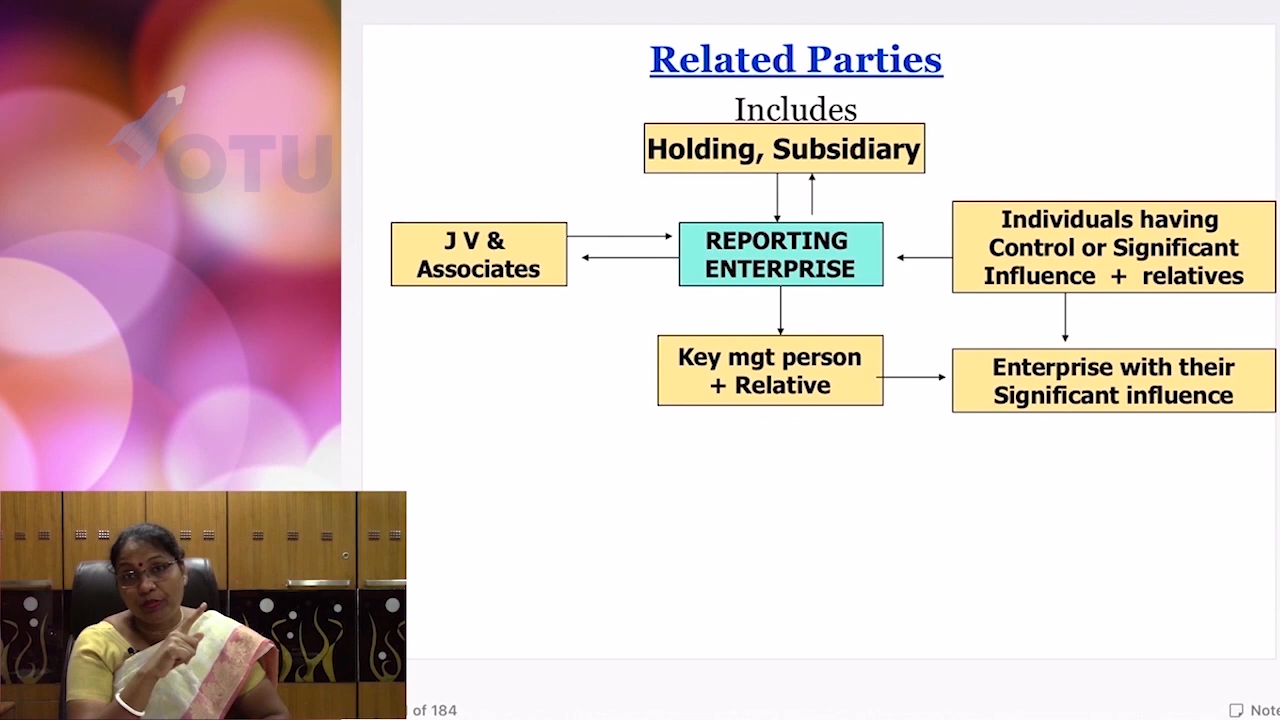 Related Parties
Includes
Holding, Subsidiary
J V &
Associates
REPORTING
ENTERPRISE
Individuals having
Control or Significant
Influence + relatives
Key mgt person
+ Relative
Enterprise with their
Significant influence
OTU
of 184
Note